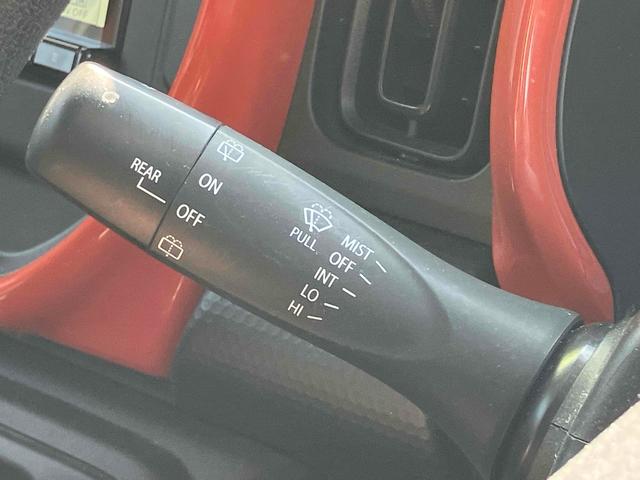 REAR
ON
OFF
PULL
MIST
OFF
INT
LO
HI